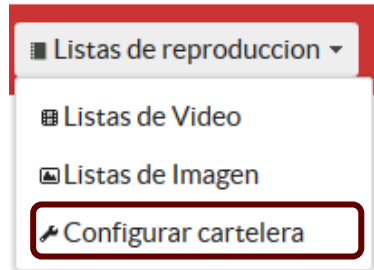 Listas de reproduccion
Listas de Video
Listas de Imagen
Configurar cartelera